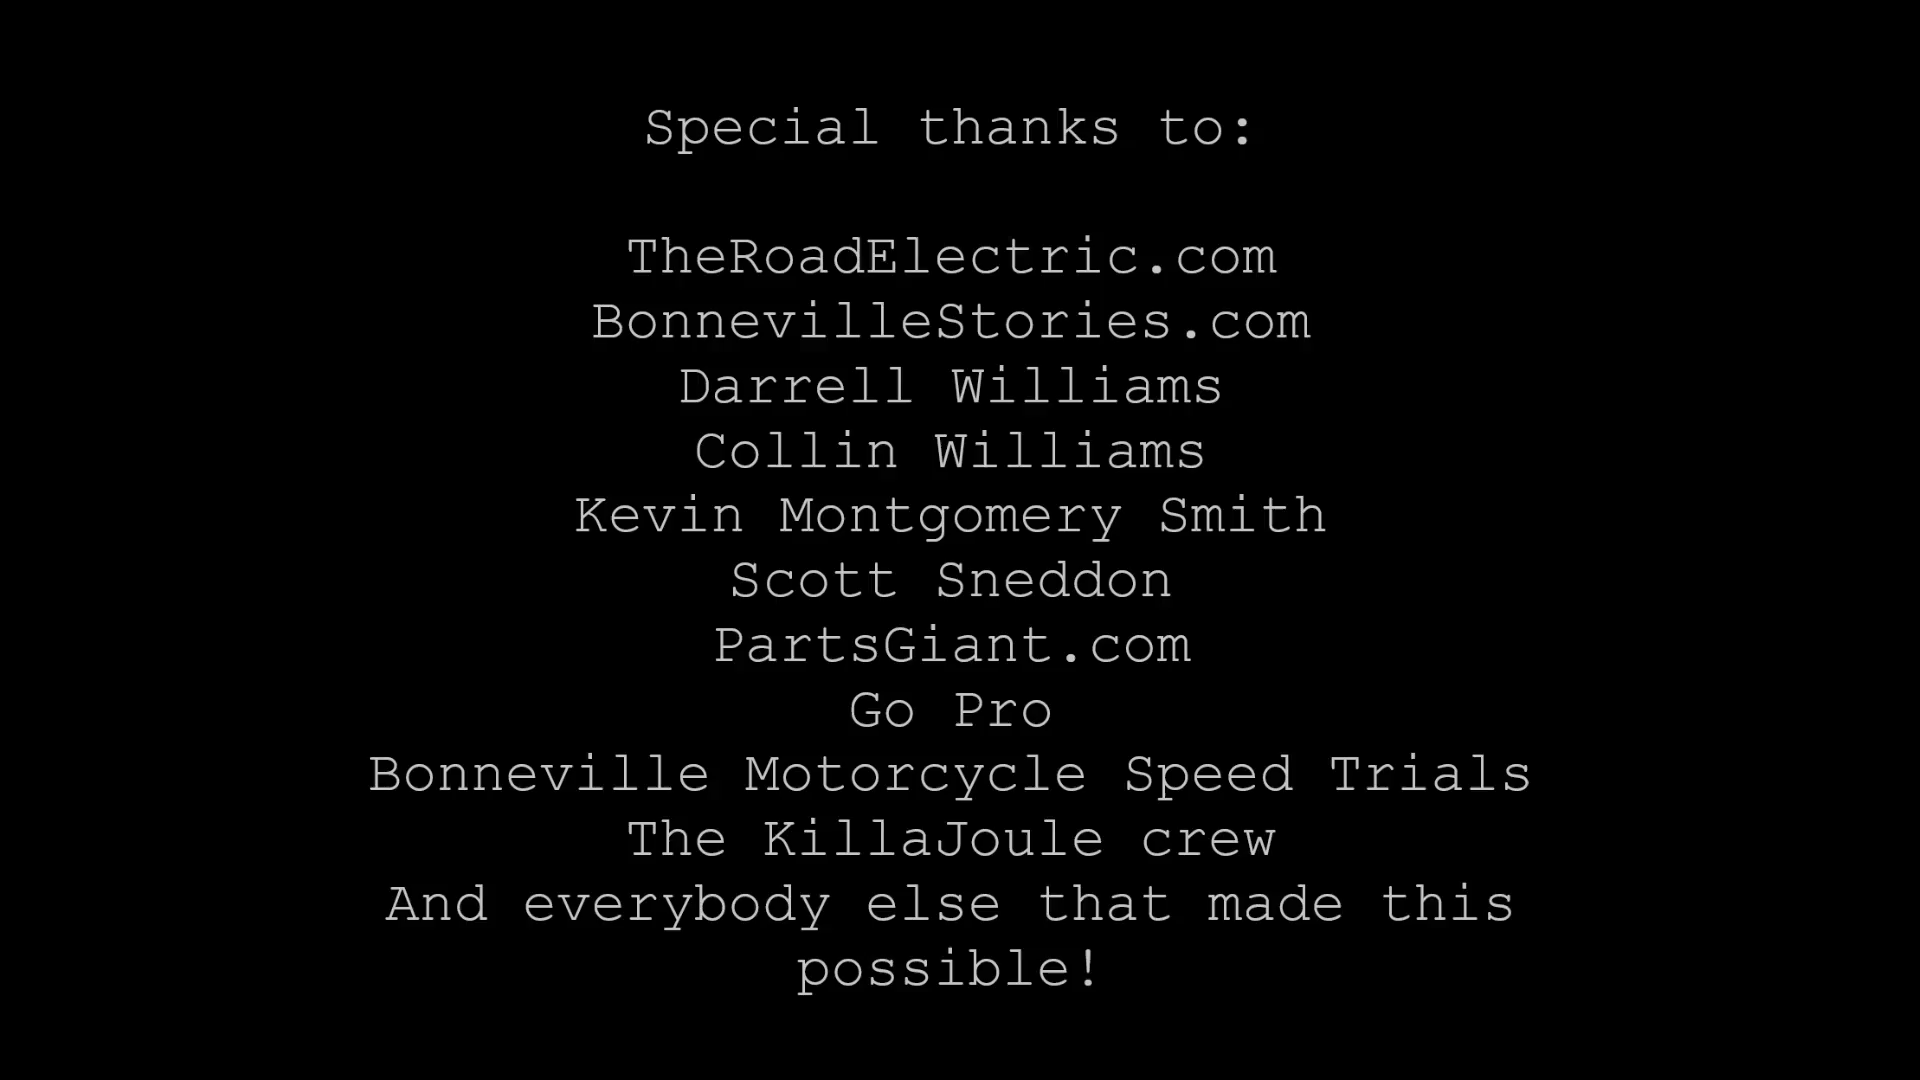 Special thanks to:
TheRoadElectric.com
BonnevilleStories.com
Darrell Williams
Collin Williams
Kevin Montgomery Smith
Scott Sneddon
PartsGiant.com
Go Pro
Bonneville Motorcycle Speed Trials
The KillaJoule crew
And everybody else that made this
possible!